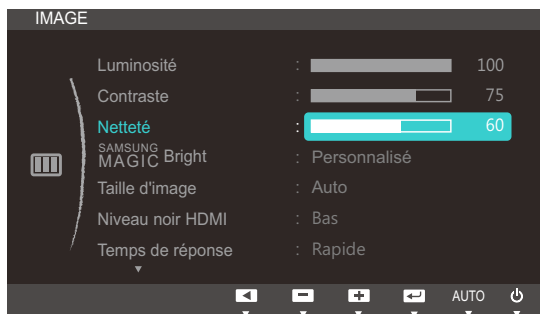 IMAGE
Luminosité : 100
Contraste : 75
Netteté : 60
SAMSUNG MAGIC Bright : Personnalisé
Taille d'image : Auto
Niveau noir HDMI : Bas
Temps de réponse : Rapide
AUTO